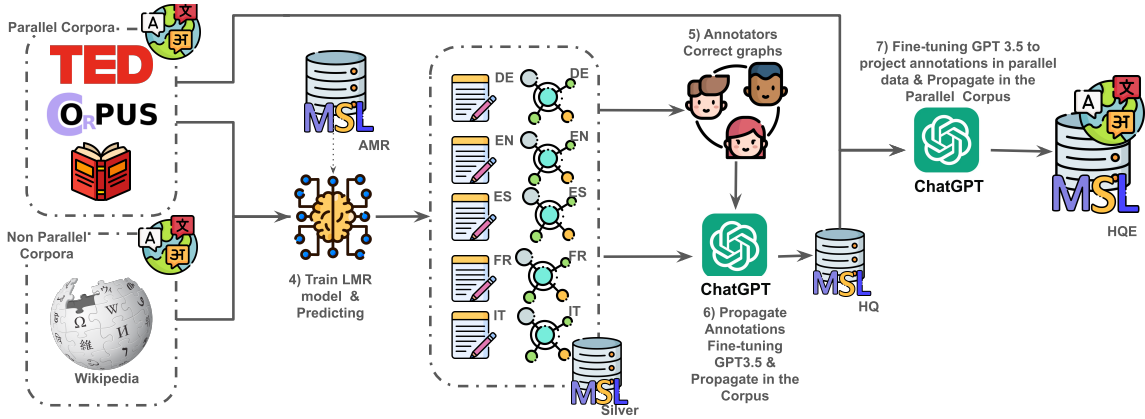 Parallel Corpora
A
文
अ
TED
CORPUS
Non Parallel
Corpora
A
文
अ
Ω
W
И
維
7
Wikipedia
MSL
AMR
4) Train LMR
model &
Predicting
DE
DE
EN
EN
ES
ES
FR
FR
IT
IT
MSL
Silver
5) Annotators
Correct graphs
ChatGPT
6) Propagate
Annotations
Fine-tuning
GPT3.5 &
Propagate in the
Corpus
MSL
HQ
7) Fine-tuning GPT 3.5 to
project annotations in parallel
data & Propagate in the
Parallel Corpus
ChatGPT
A
文
अ
MSL
HQE